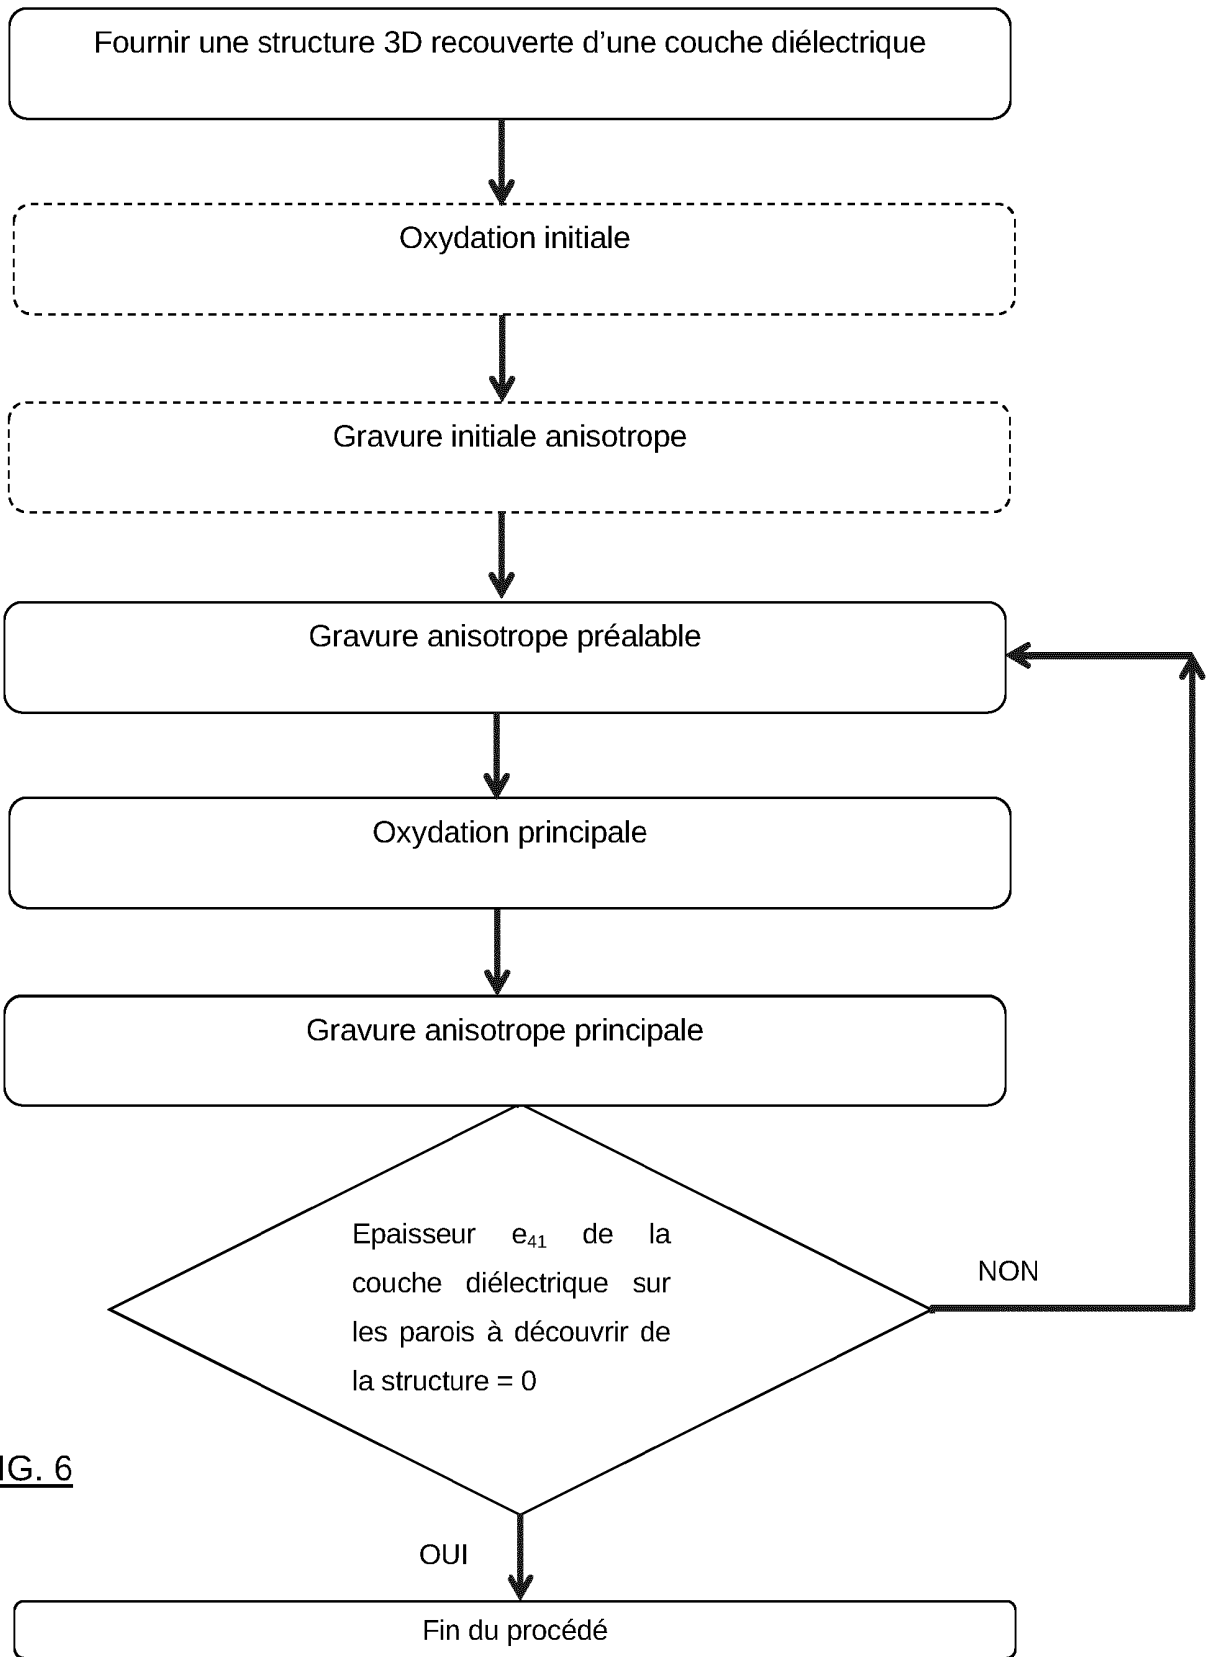 Fournir une structure 3D recouverte d’une couche diélectrique
Oxydation initiale
Gravure initiale anisotrope
Gravure anisotrope préalable
Oxydation principale
Gravure anisotrope principale
Epaisseur e₄₁ de la
couche diélectrique sur
les parois à découvrir de
la structure = 0
NON
IG. 6
OUI
Fin du procédé